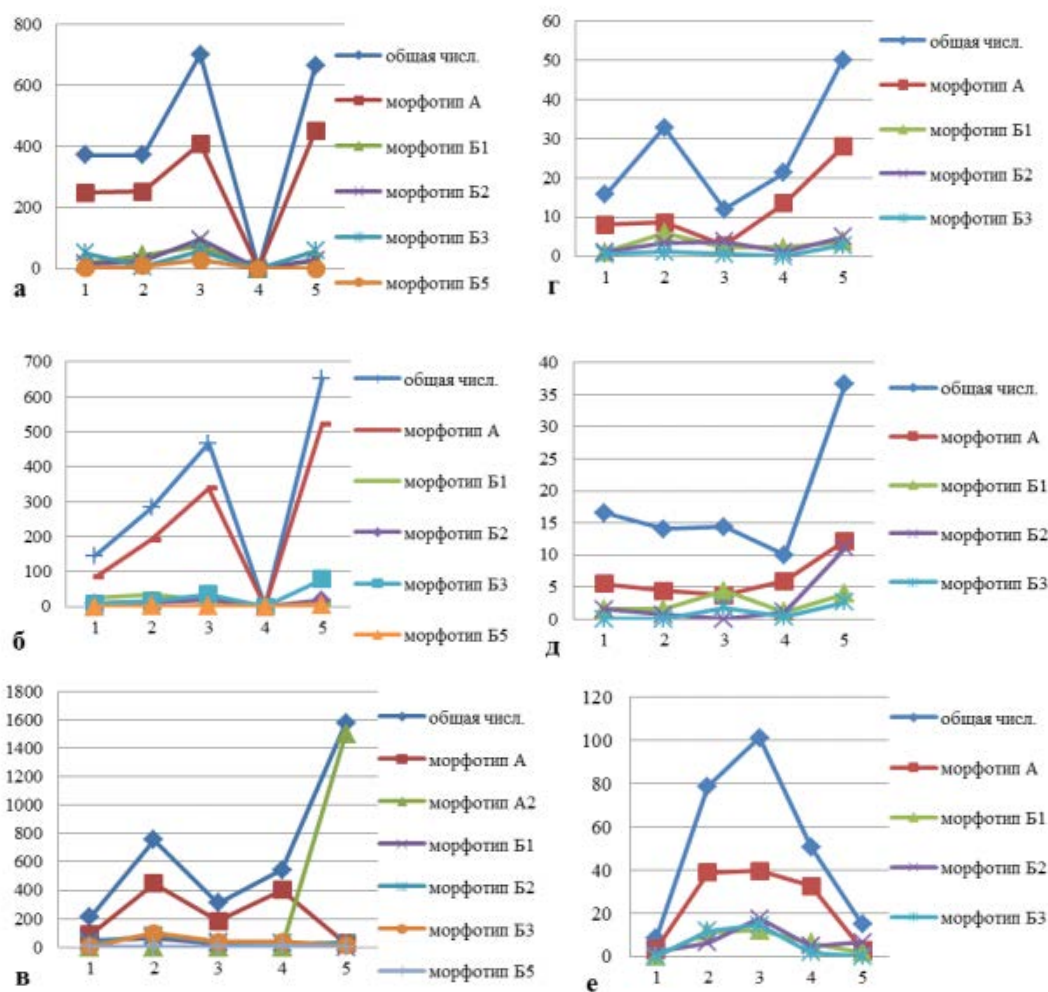 800
600
400
200
0
1 2 3 4 5
общая числ.
морфотип А
морфотип Б1
морфотип Б2
морфотип Б3
морфотип Б5
а
60
50
40
30
20
10
0
1 2 3 4 5
общая числ.
морфотип А
морфотип Б1
морфотип Б2
морфотип Б3
г
700
600
500
400
300
200
100
0
1 2 3 4 5
общая числ.
морфотип А
морфотип Б1
морфотип Б2
морфотип Б3
морфотип Б5
б
40
35
30
25
20
15
10
5
0
1 2 3 4 5
общая числ.
морфотип А
морфотип Б1
морфотип Б2
морфотип Б3
д
1800
1600
1400
1200
1000
800
600
400
200
0
1 2 3 4 5
общая числ.
морфотип А
морфотип А2
морфотип Б1
морфотип Б2
морфотип Б3
морфотип Б5
в
120
100
80
60
40
20
0
1 2 3 4 5
общая числ.
морфотип А
морфотип Б1
морфотип Б2
морфотип Б3
е